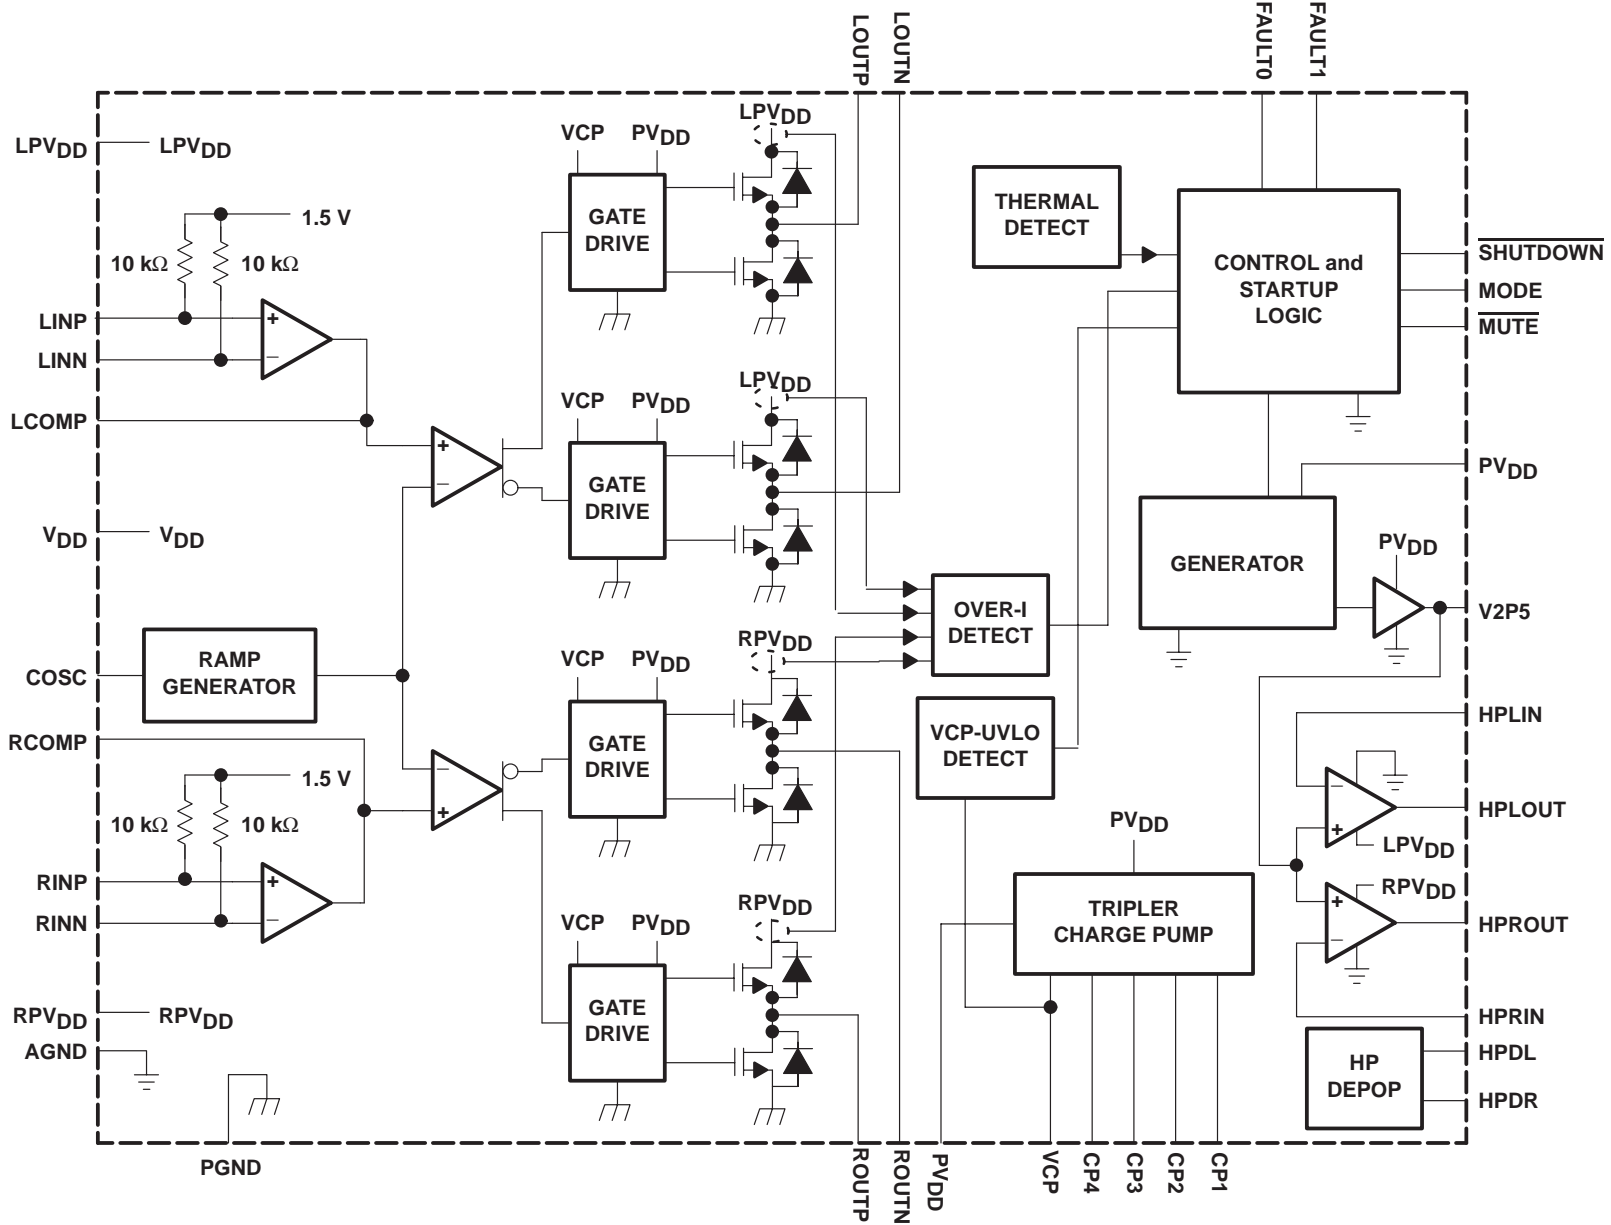 LOUTP
LOUTN
FAULT0
FAULT1
LPVDD
LPVDD
1.5 V
10 kΩ
10 kΩ
LINP
+
−
LINN
LCOMP
VDD
VDD
COSC
RAMP
GENERATOR
RCOMP
1.5 V
10 kΩ
10 kΩ
RINP
+
−
RINN
RPVDD
RPVDD
AGND
PGND
+
−
−
+
VCP
PVDD
GATE
DRIVE
LPVDD
VCP
PVDD
GATE
DRIVE
LPVDD
VCP
PVDD
GATE
DRIVE
RPVDD
VCP
PVDD
GATE
DRIVE
RPVDD
THERMAL
DETECT
CONTROL and
STARTUP
LOGIC
SHUTDOWN
MODE
MUTE
PVDD
GENERATOR
PVDD
V2P5
OVER-I
DETECT
VCP-UVLO
DETECT
PVDD
TRIPLER
CHARGE PUMP
HPLIN
−
+
HPLOUT
LPVDD
RPVDD
+
−
HPROUT
HPRIN
HP
DEPOP
HPDL
HPDR
ROUTP
ROUTN
PVDD
VCP
CP4
CP3
CP2
CP1